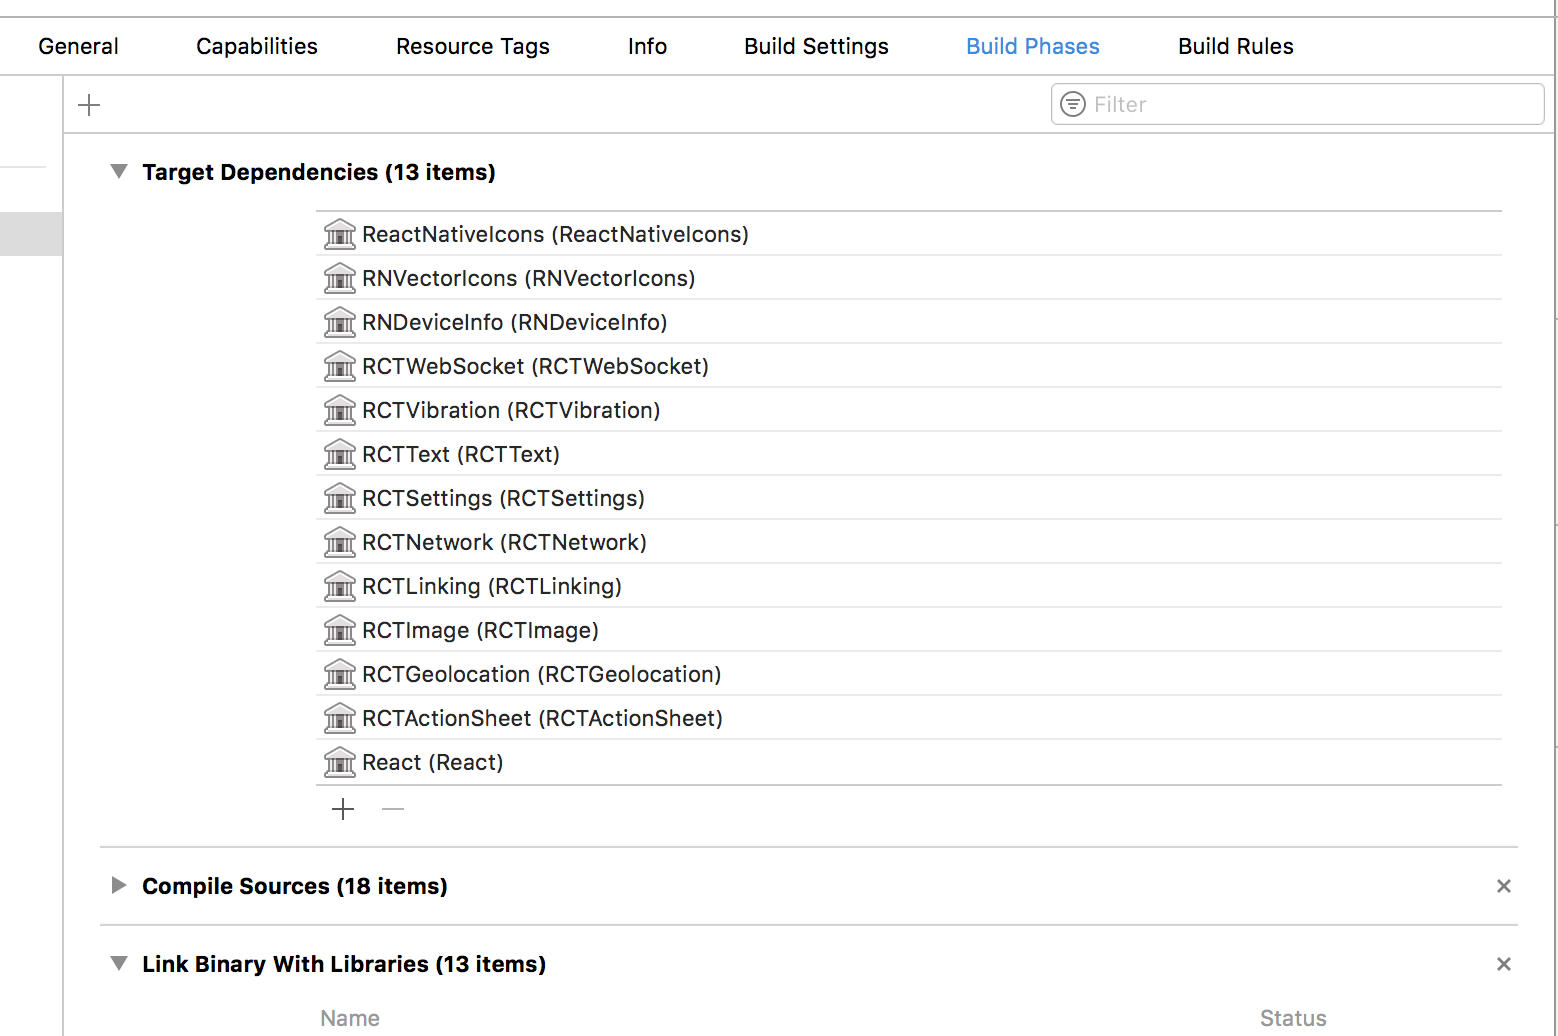 General Capabilities Resource Tags Info Build Settings Build Phases Build Rules
Filter
Target Dependencies (13 items)
ReactNativeIcons (ReactNativeIcons)
RNVectorIcons (RNVectorIcons)
RNDeviceInfo (RNDeviceInfo)
RCTWebSocket (RCTWebSocket)
RCTVibration (RCTVibration)
RCTText (RCTText)
RCTSettings (RCTSettings)
RCTNetwork (RCTNetwork)
RCTLinking (RCTLinking)
RCTImage (RCTImage)
RCTGeolocation (RCTGeolocation)
RCTActionSheet (RCTActionSheet)
React (React)
Compile Sources (18 items)
Link Binary With Libraries (13 items)
Name Status